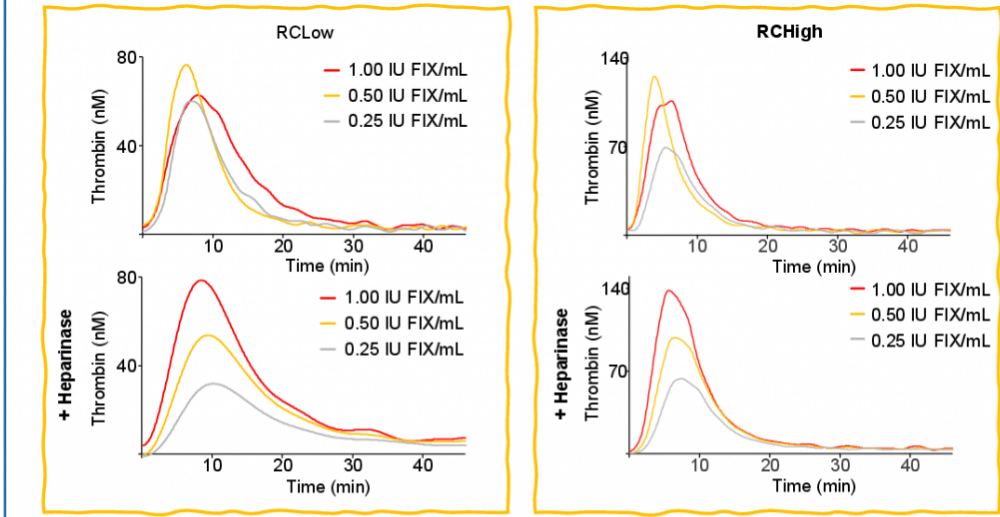 RCLow
80
40
Thrombin (nM)
1.00 IU FIX/mL
0.50 IU FIX/mL
0.25 IU FIX/mL
10 20 30 40
Time (min)
RCHigh
140
70
Thrombin (nM)
1.00 IU FIX/mL
0.50 IU FIX/mL
0.25 IU FIX/mL
10 20 30 40
Time (min)
+ Heparinase
80
40
Thrombin (nM)
1.00 IU FIX/mL
0.50 IU FIX/mL
0.25 IU FIX/mL
10 20 30 40
Time (min)
+ Heparinase
140
70
Thrombin (nM)
1.00 IU FIX/mL
0.50 IU FIX/mL
0.25 IU FIX/mL
10 20 30 40
Time (min)